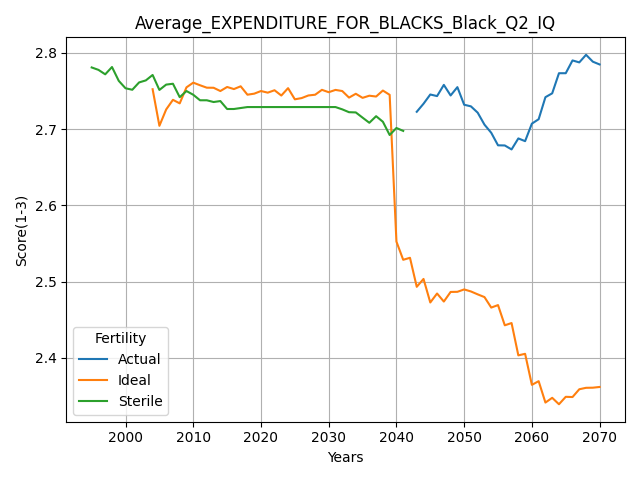 Average_EXPENDITURE_FOR_BLACKS_Black_Q2_IQ
Score(1-3)
2.8
2.7
2.6
2.5
2.4
Fertility
Actual
Ideal
Sterile
2000 2010 2020 2030 2040 2050 2060 2070
Years